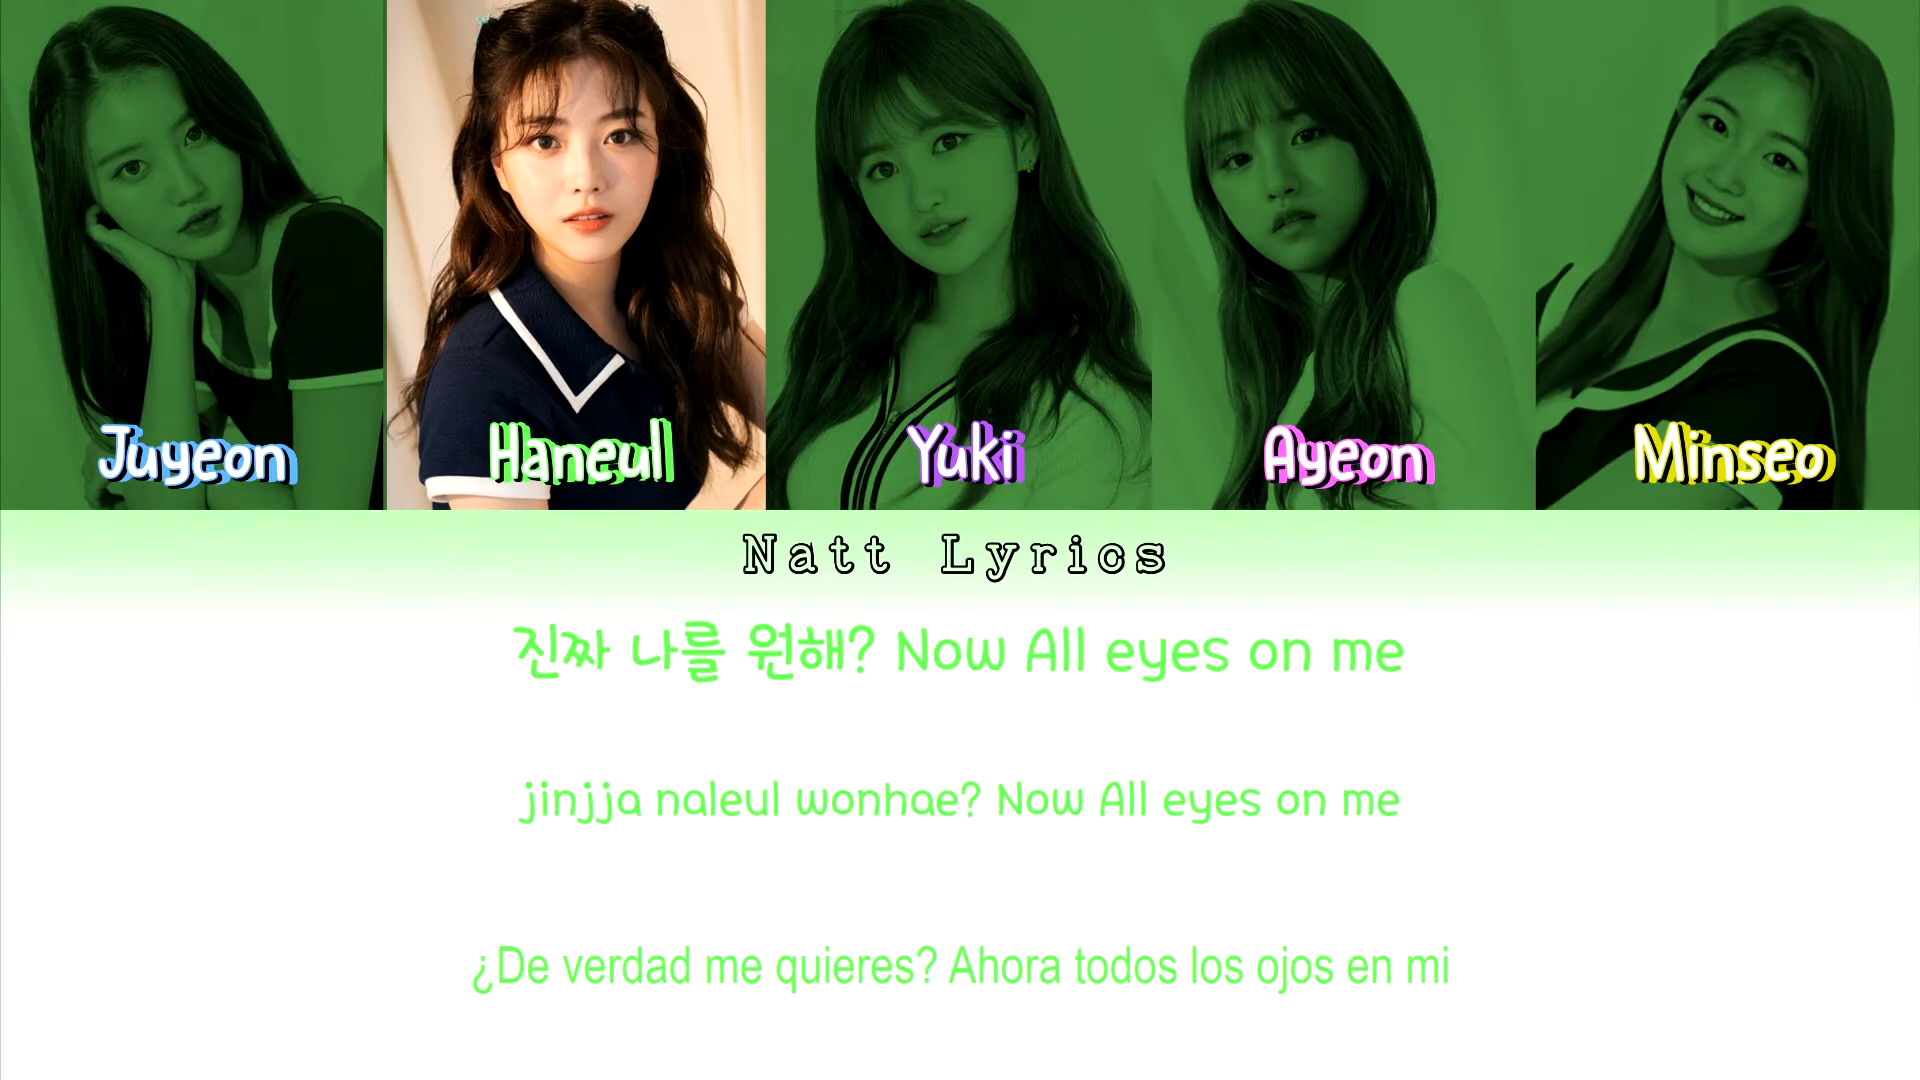 Juyeon Haneul Yuki Ayeon Minseo
Natt Lyrics
진짜 나를 원해? Now All eyes on me
jinjja naleul wonhae? Now All eyes on me
¿De verdad me quieres? Ahora todos los ojos en mi